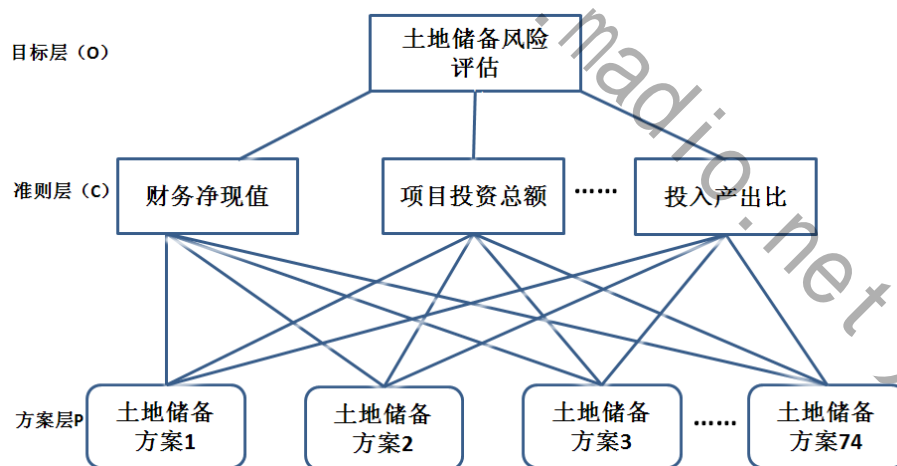 目标层（O）
土地储备风险
评估
准则层（C）
财务净现值
项目投资总额
......
投入产出比
方案层P
土地储备
方案1
土地储备
方案2
土地储备
方案3
......
土地储备
方案74
.madio.net